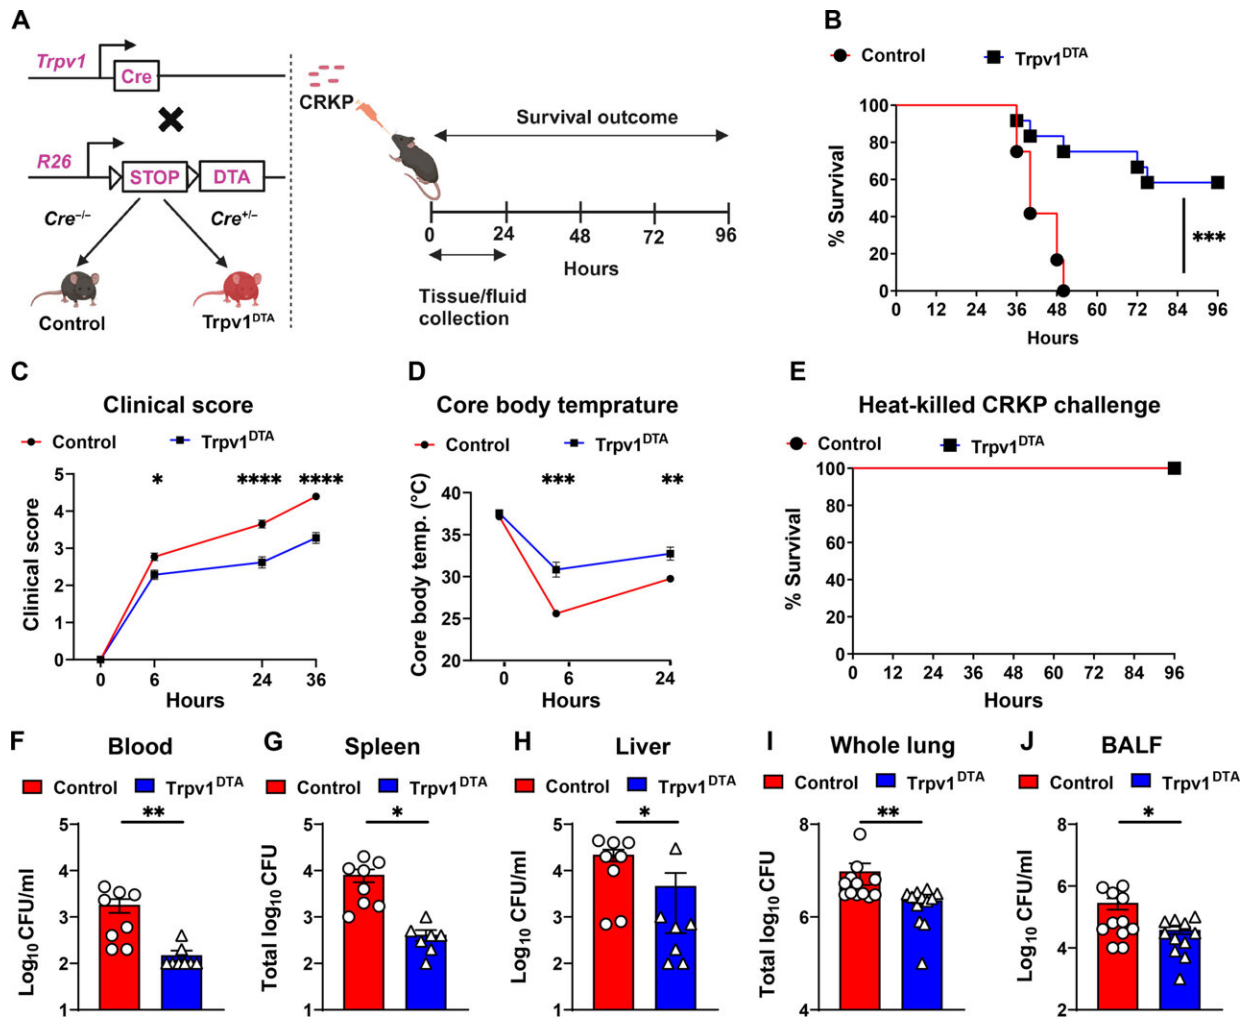 A
Trpv1
Cre
R26
STOP
DTA
Cre–/–
Cre+/–
Control
Trpv1DTA
CRKP
Survival outcome
0
24
48
72
96
Hours
Tissue/fluid
collection
B
Control
Trpv1DTA
% Survival
100
80
60
40
20
0
***
0 12 24 36 48 60 72 84 96
Hours
C
Clinical score
Control
Trpv1DTA
* **** ****
Clinical score
5
4
3
2
1
0
0 6 24 36
Hours
D
Core body temprature
Control
Trpv1DTA
*** **
Core body temp. (°C)
40
35
30
25
20
0 6 24
Hours
E
Heat-killed CRKP challenge
Control
Trpv1DTA
% Survival
100
80
60
40
20
0
0 12 24 36 48 60 72 84 96
Hours
F
Blood
Control Trpv1DTA
**
Log10 CFU/ml
5
4
3
2
1
G
Spleen
Control Trpv1DTA
*
Total log10 CFU
5
4
3
2
1
H
Liver
Control Trpv1DTA
*
Log10 CFU/ml
5
4
3
2
1
I
Whole lung
Control Trpv1DTA
**
Total log10 CFU
8
6
4
J
BALF
Control Trpv1DTA
*
Log10 CFU/ml
8
6
4
2